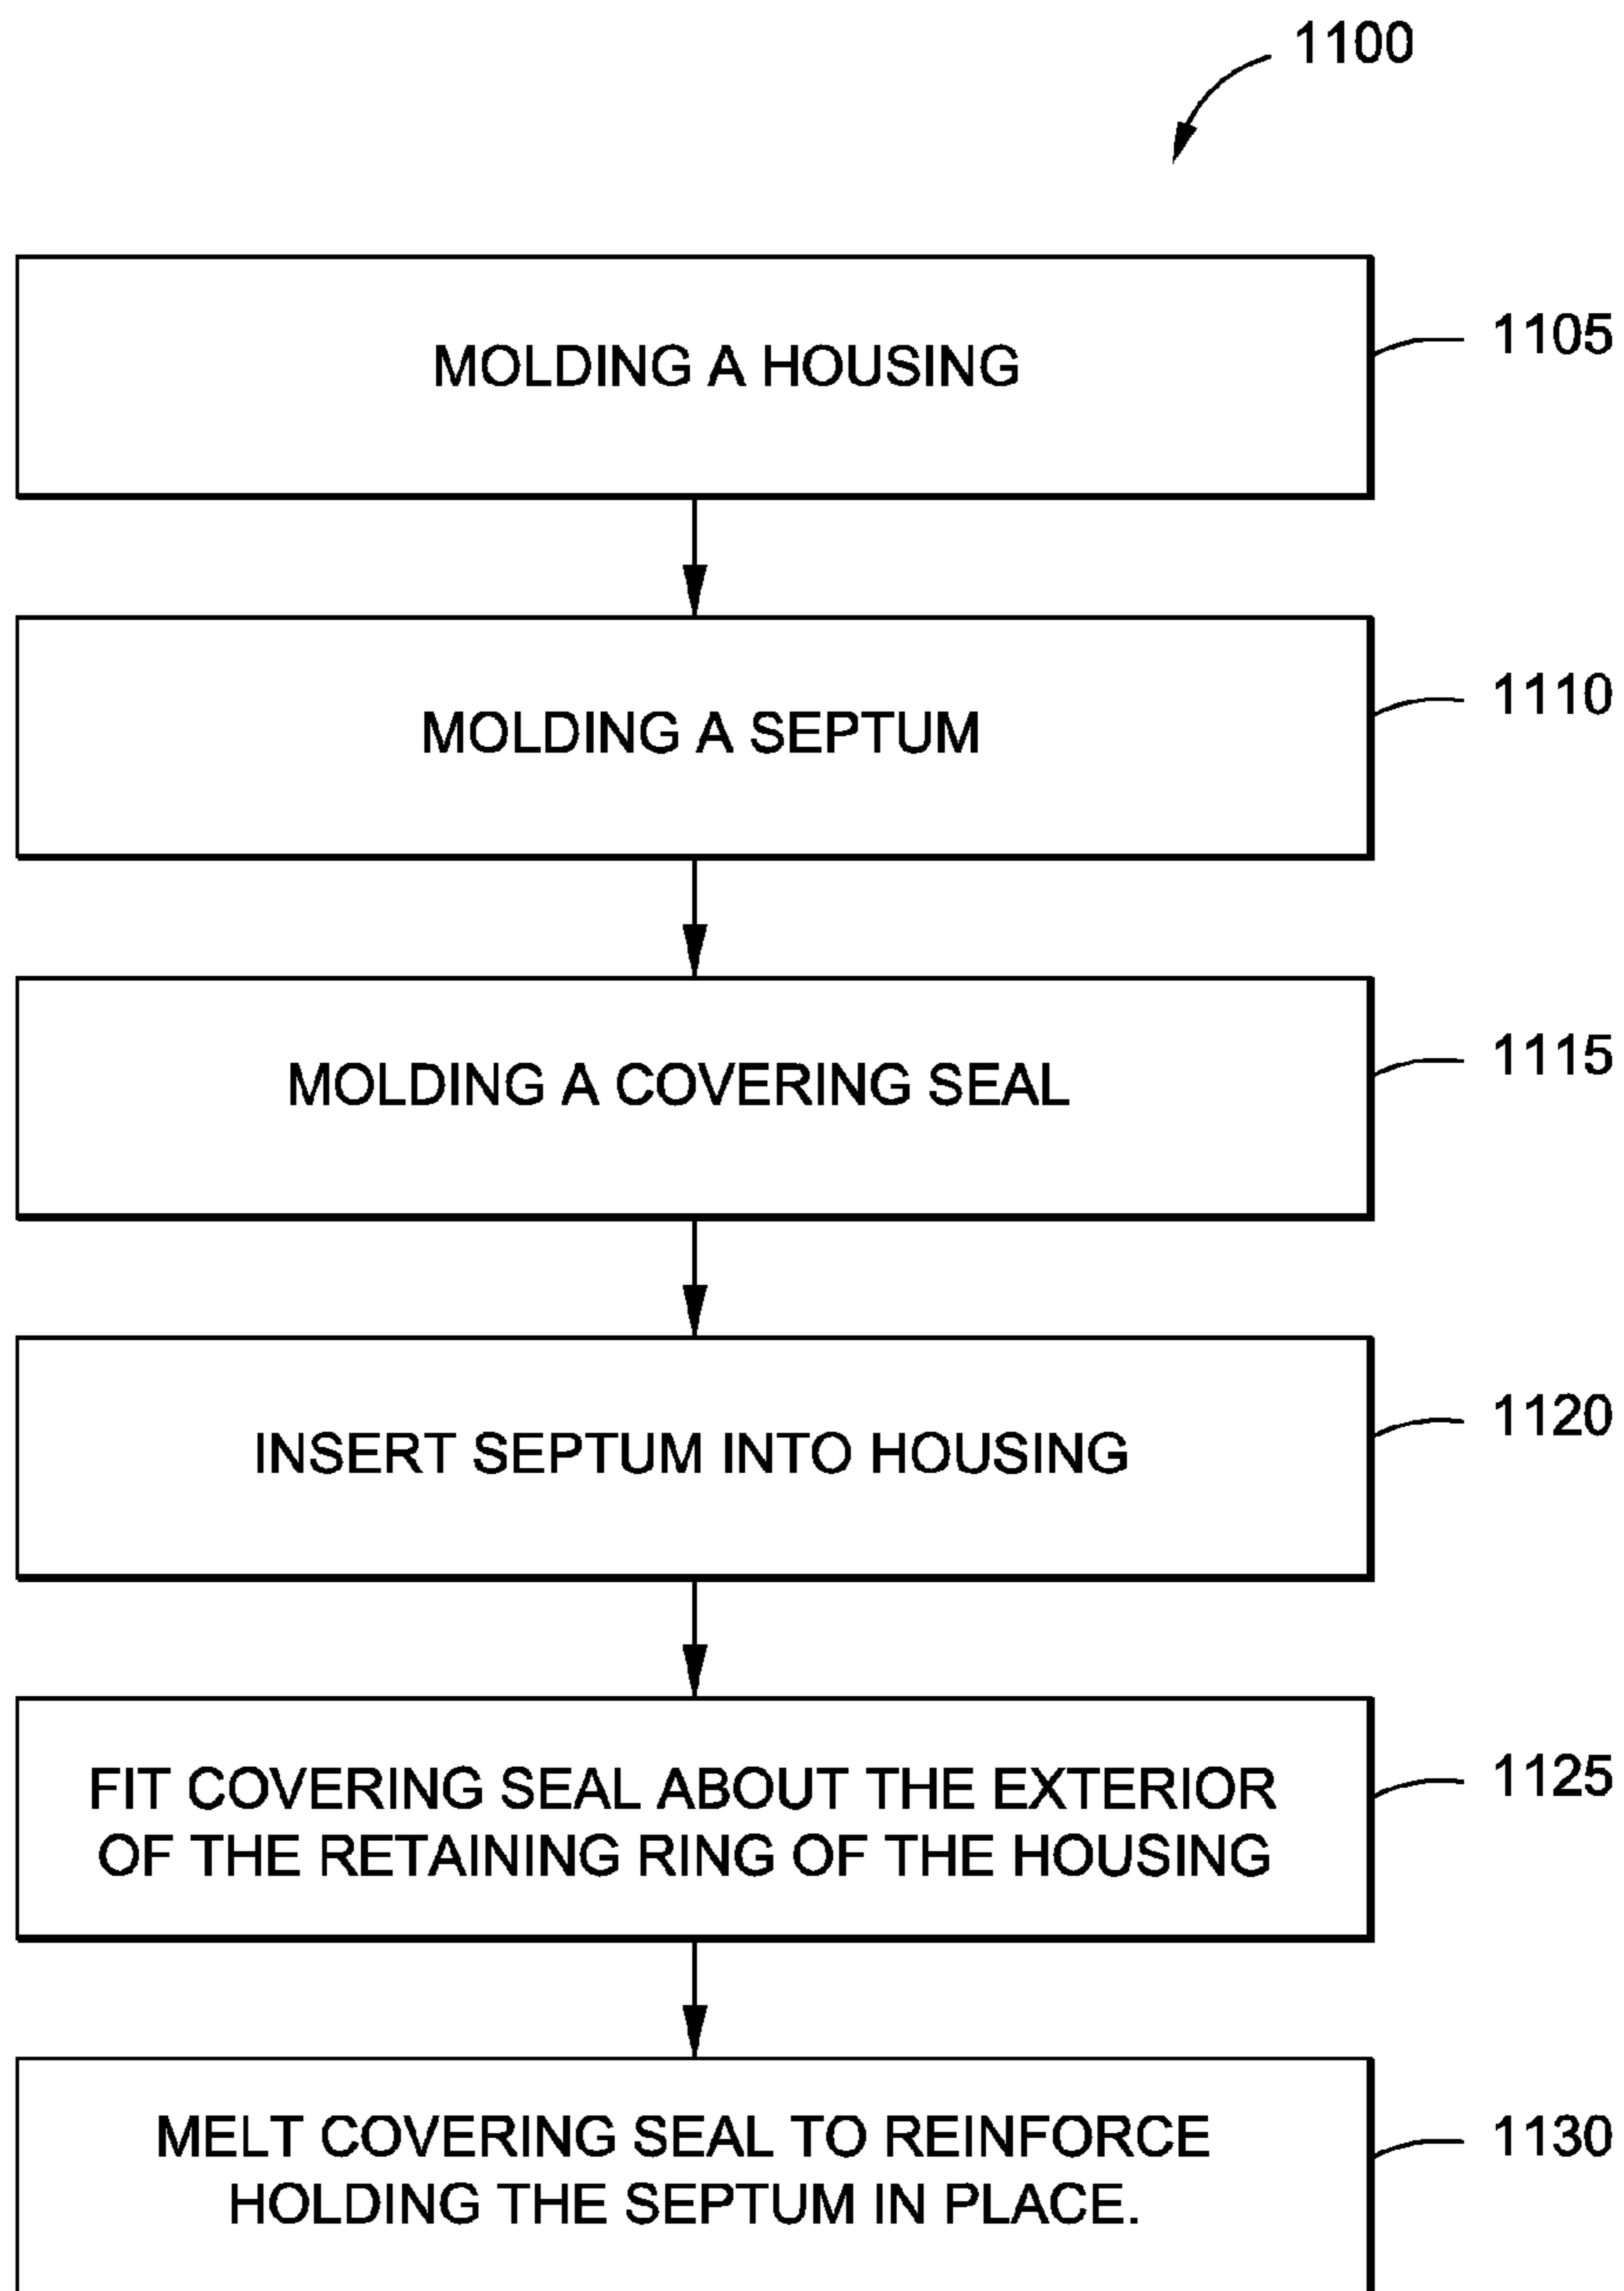 1100
MOLDING A HOUSING
1105
MOLDING A SEPTUM
1110
MOLDING A COVERING SEAL
1115
INSERT SEPTUM INTO HOUSING
1120
FIT COVERING SEAL ABOUT THE EXTERIOR
OF THE RETAINING RING OF THE HOUSING
1125
MELT COVERING SEAL TO REINFORCE
HOLDING THE SEPTUM IN PLACE.
1130